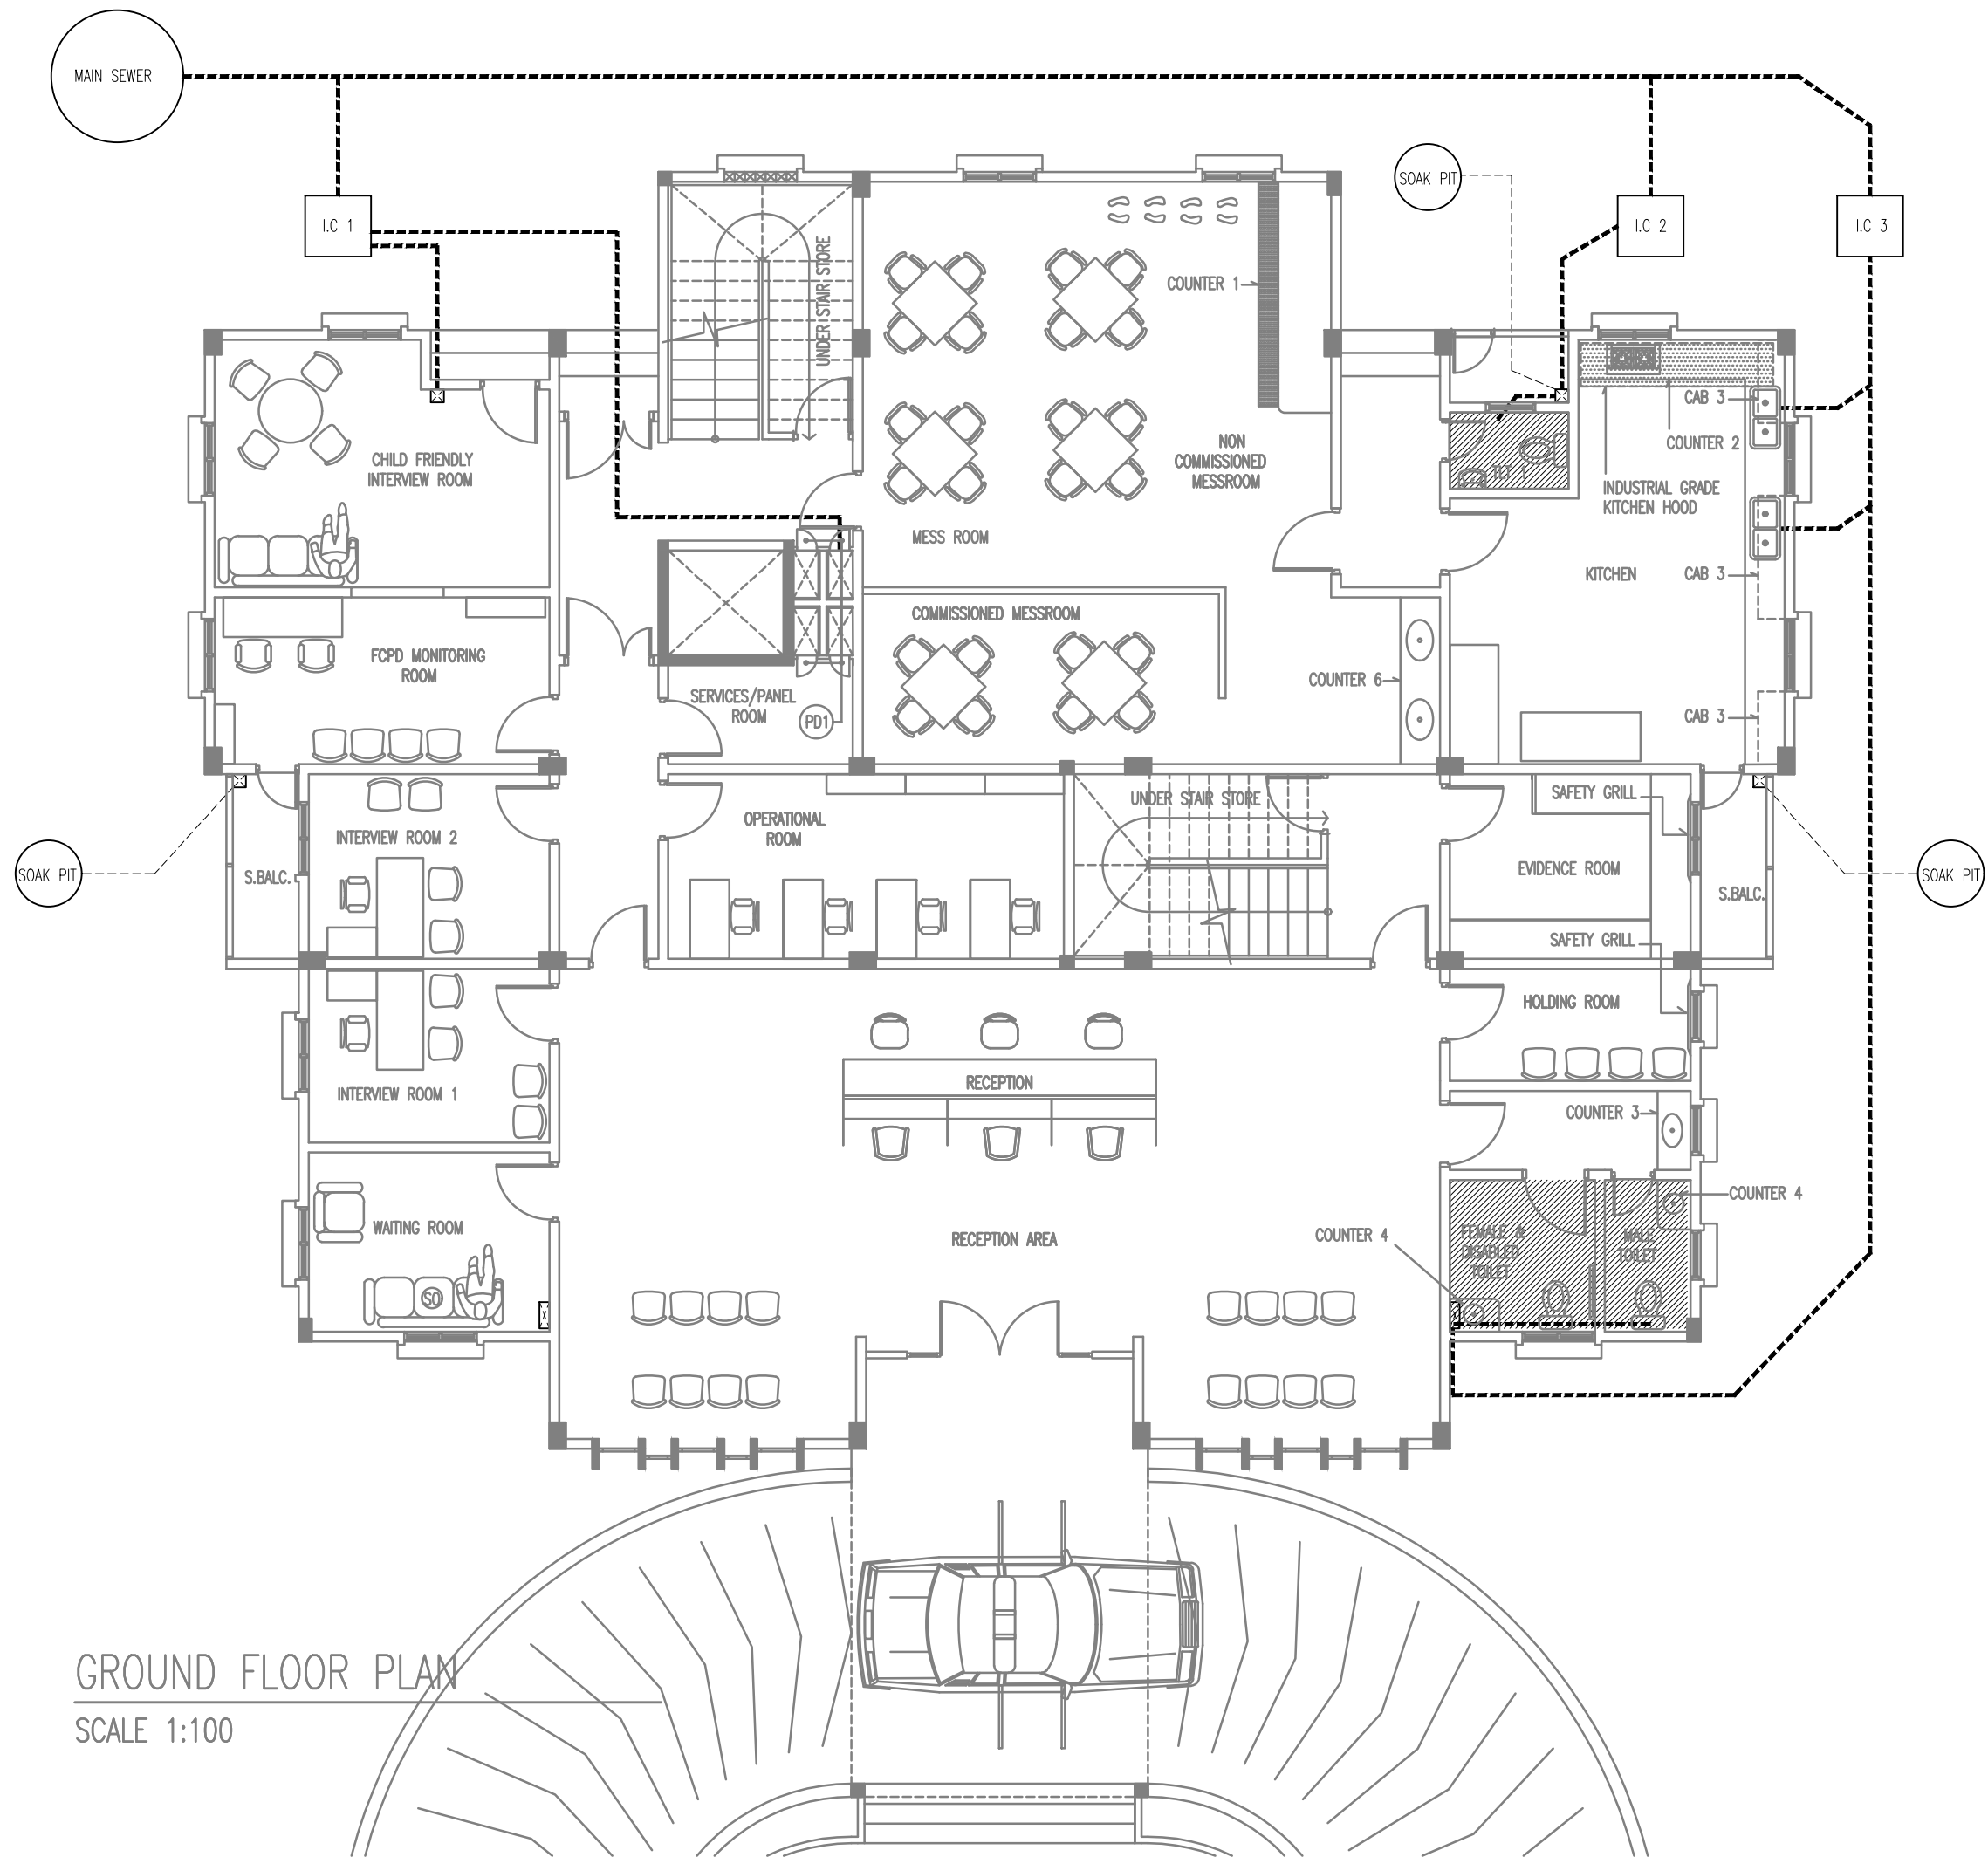 MAIN SEWER
SOAK PIT
I.C 1
I.C 2
I.C 3
UNDER STAIR STORE
COUNTER 1
CAB 3
NON
COMMISSIONED
MESSROOM
COUNTER 2
CHILD FRIENDLY
INTERVIEW ROOM
TLT 1
INDUSTRIAL GRADE
KITCHEN HOOD
MESS ROOM
KITCHEN
CAB 3
COMMISSIONED MESSROOM
FCPD MONITORING
ROOM
COUNTER 6
SERVICES/PANEL
ROOM
PD1
CAB 3
UNDER STAIR STORE
SAFETY GRILL
OPERATIONAL
ROOM
INTERVIEW ROOM 2
SOAK PIT
S.BALC.
EVIDENCE ROOM
SOAK PIT
S.BALC.
SAFETY GRILL
HOLDING ROOM
RECEPTION
INTERVIEW ROOM 1
COUNTER 3
COUNTER 4
WAITING ROOM
RECEPTION AREA
COUNTER 4
FEMALE &
DISABLED
TOILET
MALE
TOILET
SO
GROUND FLOOR PLAN
SCALE 1:100